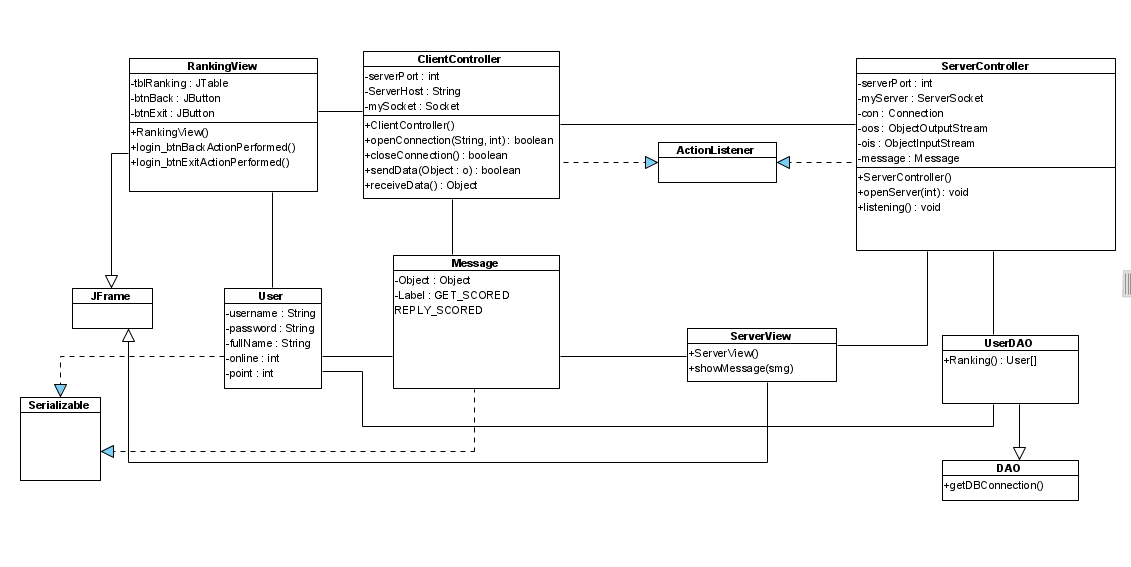 RankingView
-tblRanking : JTable
-btnBack : JButton
-btnExit : JButton
+RankingView()
+login_btnBackActionPerformed()
+login_btnExitActionPerformed()
ClientController
-serverPort : int
-ServerHost : String
-mySocket : Socket
+ClientController()
+openConnection(String, int) : boolean
+closeConnection() : boolean
+sendData(Object : o) : boolean
+receiveData() : Object
ActionListener
ServerController
-serverPort : int
-myServer : ServerSocket
-con : Connection
-oos : ObjectOutputStream
-ois : ObjectInputStream
-message : Message
+ServerController()
+openServer(int) : void
+listening() : void
JFrame
User
-username : String
-password : String
-fullName : String
-online : int
-point : int
Message
-Object : Object
-Label : GET_SCORED
REPLY_SCORED
ServerView
+ServerView()
+showMessage(smg)
UserDAO
+Ranking() : User[]
Serializable
DAO
+getDBConnection()